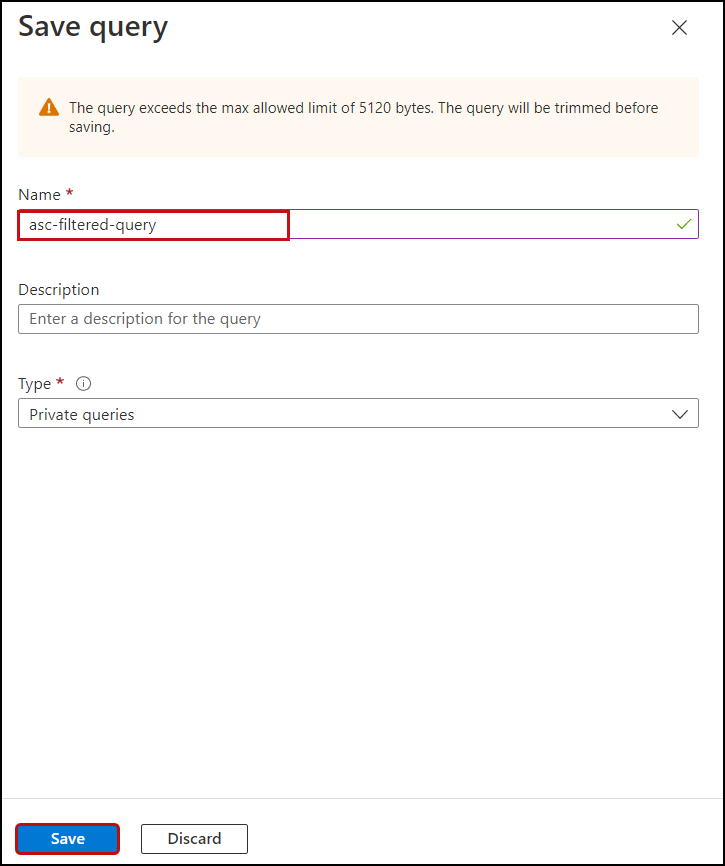 Save query
The query exceeds the max allowed limit of 5120 bytes. The query will be trimmed before
saving.
Name *
asc-filtered-query
Description
Enter a description for the query
Type *
Private queries
Save
Discard